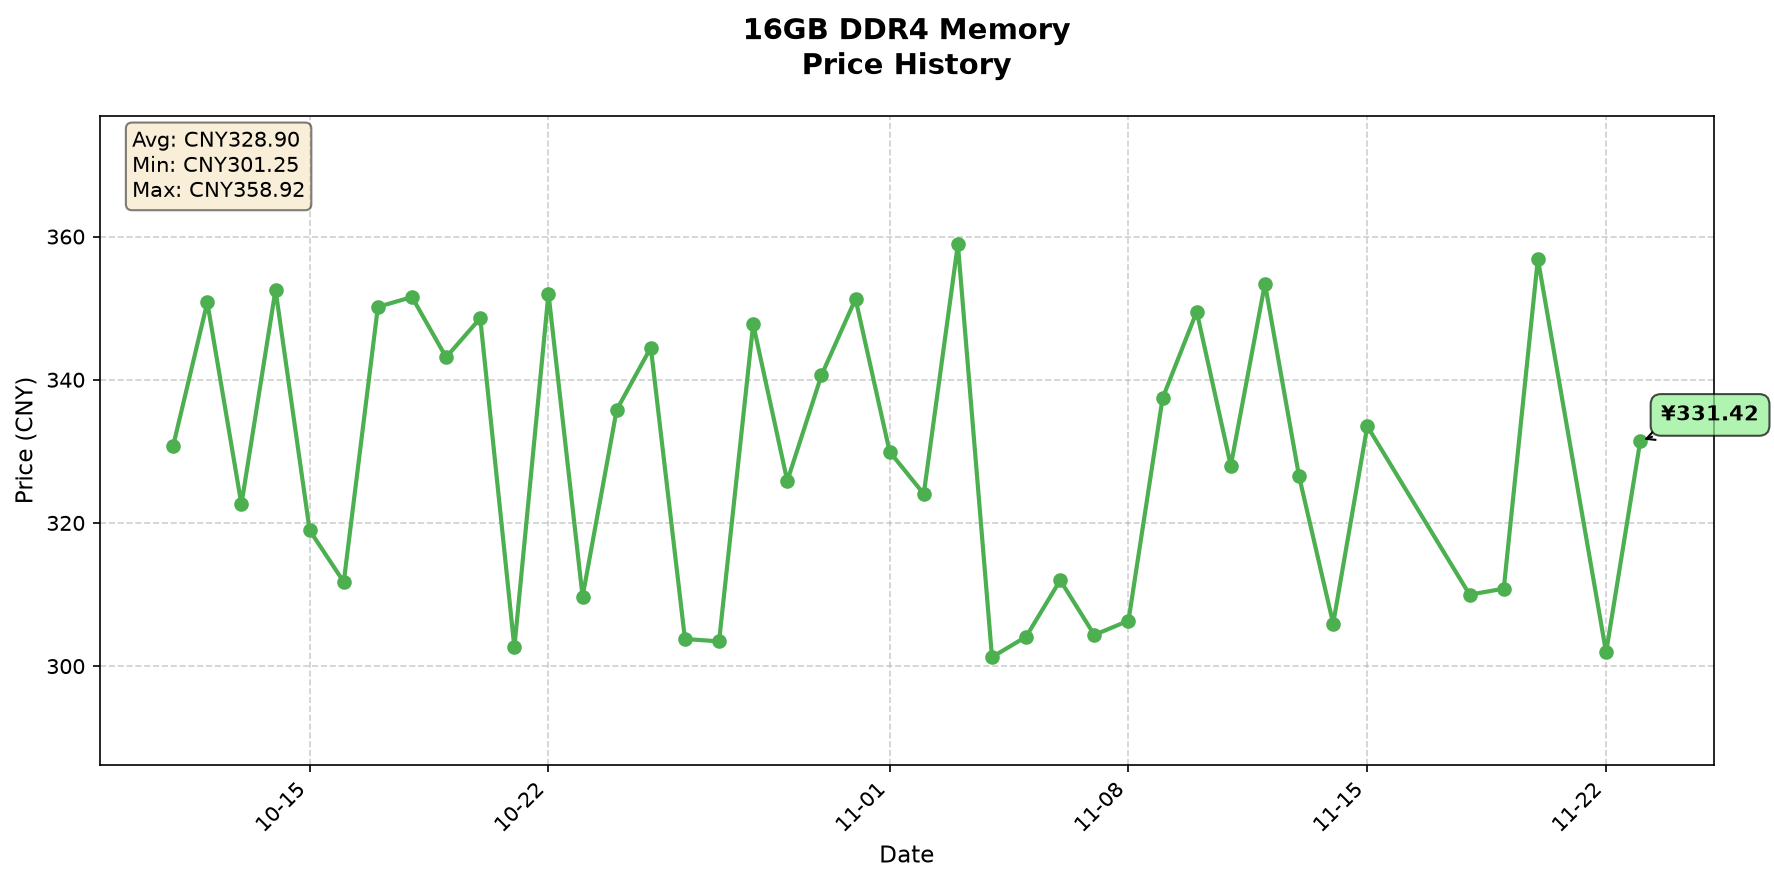 16GB DDR4 Memory
Price History
Avg: CNY328.90
Min: CNY301.25
Max: CNY358.92
360
340
320
300
Price (CNY)
¥331.42
10-15
10-22
11-01
11-08
11-15
11-22
Date